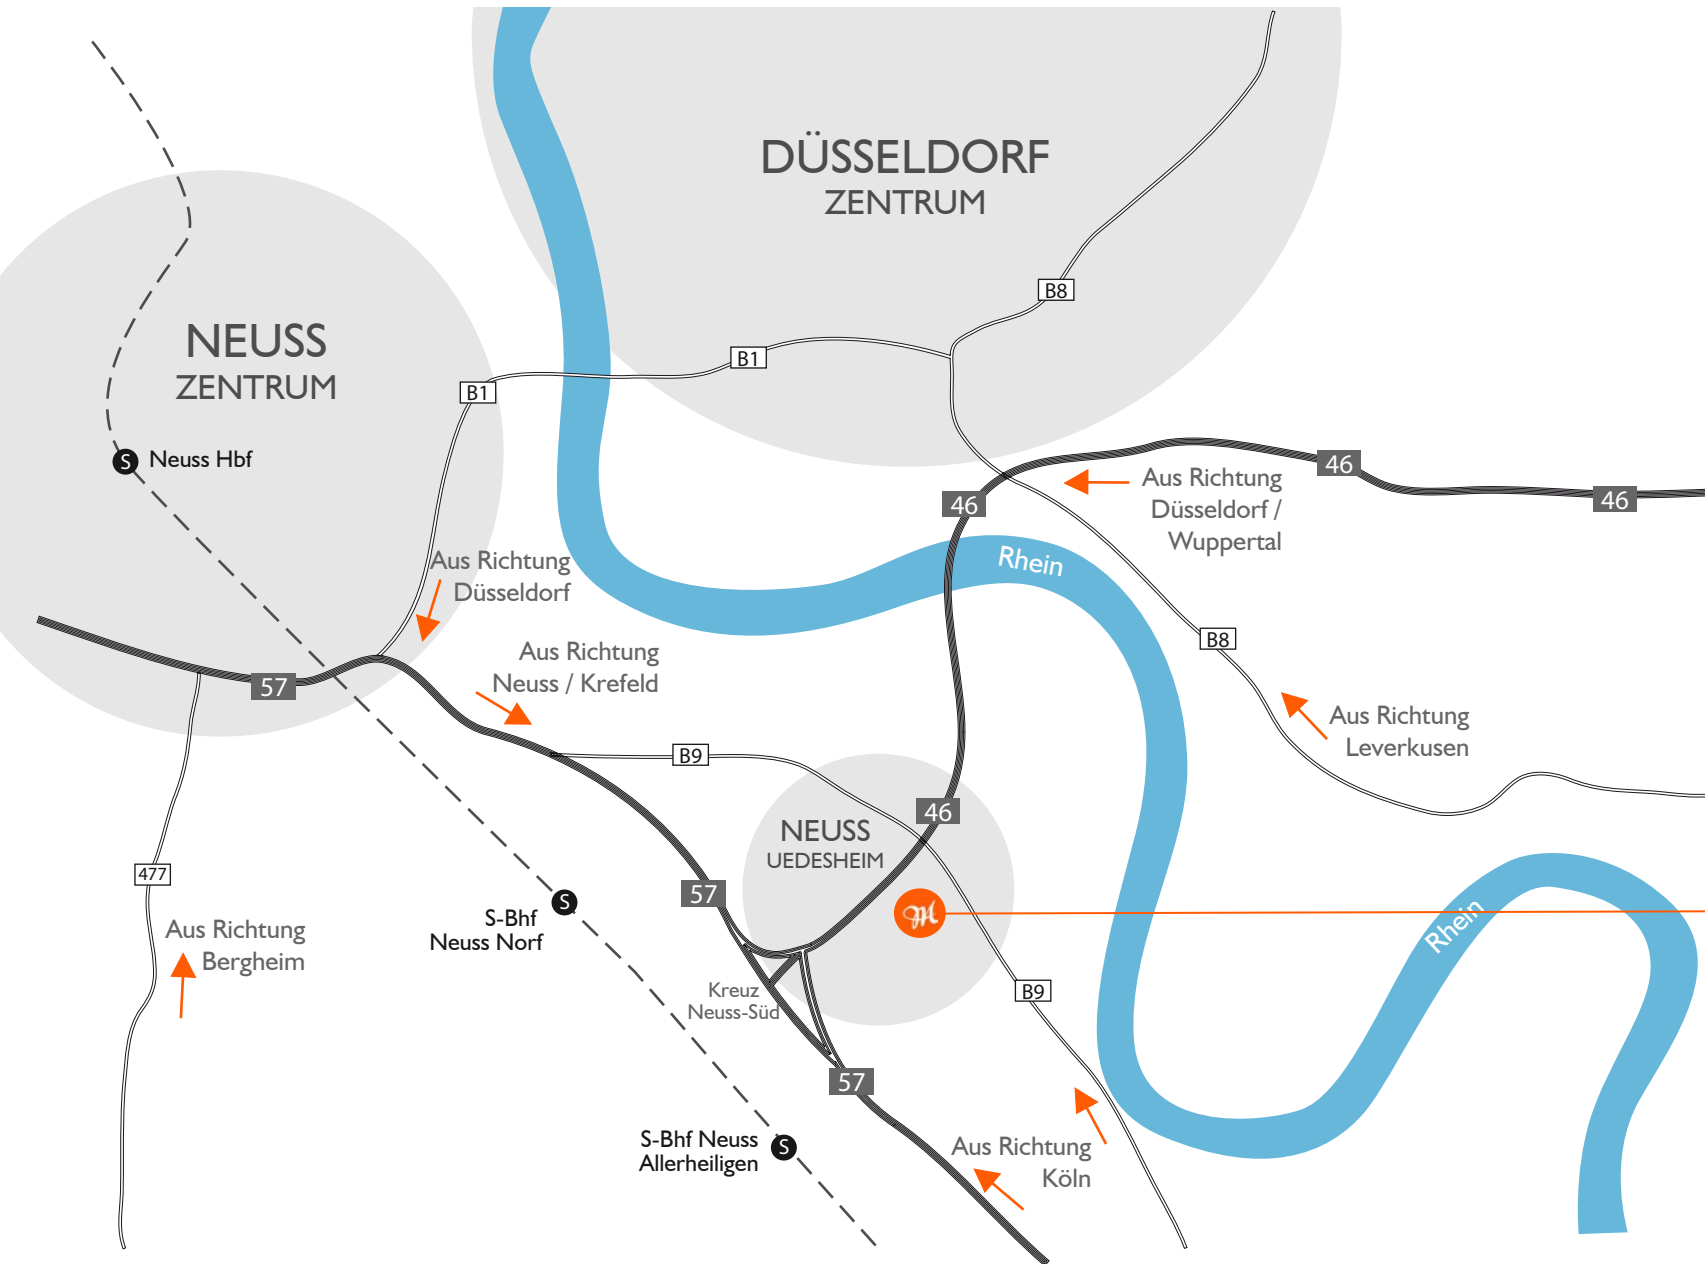 DÜSSELDORF
ZENTRUM
B8
NEUSS
ZENTRUM
B1
B1
Neuss Hbf
S
46
46
46
Aus Richtung
Düsseldorf /
Wuppertal
Rhein
Aus Richtung
Düsseldorf
B8
Aus Richtung
Neuss / Krefeld
57
Aus Richtung
Leverkusen
B9
46
NEUSS
UEDESHEIM
477
57
S
S-Bhf
Neuss Norf
M
Rhein
Aus Richtung
Bergheim
Kreuz
Neuss-Süd
B9
57
S-Bhf Neuss
Allerheiligen
S
Aus Richtung
Köln